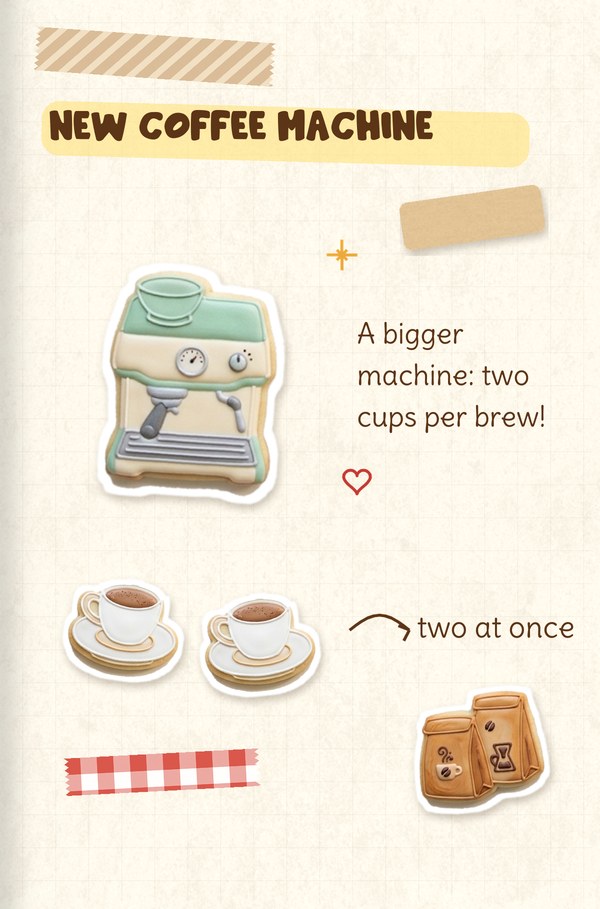 NEW COFFEE MACHINE
A bigger
machine: two
cups per brew!
two at once